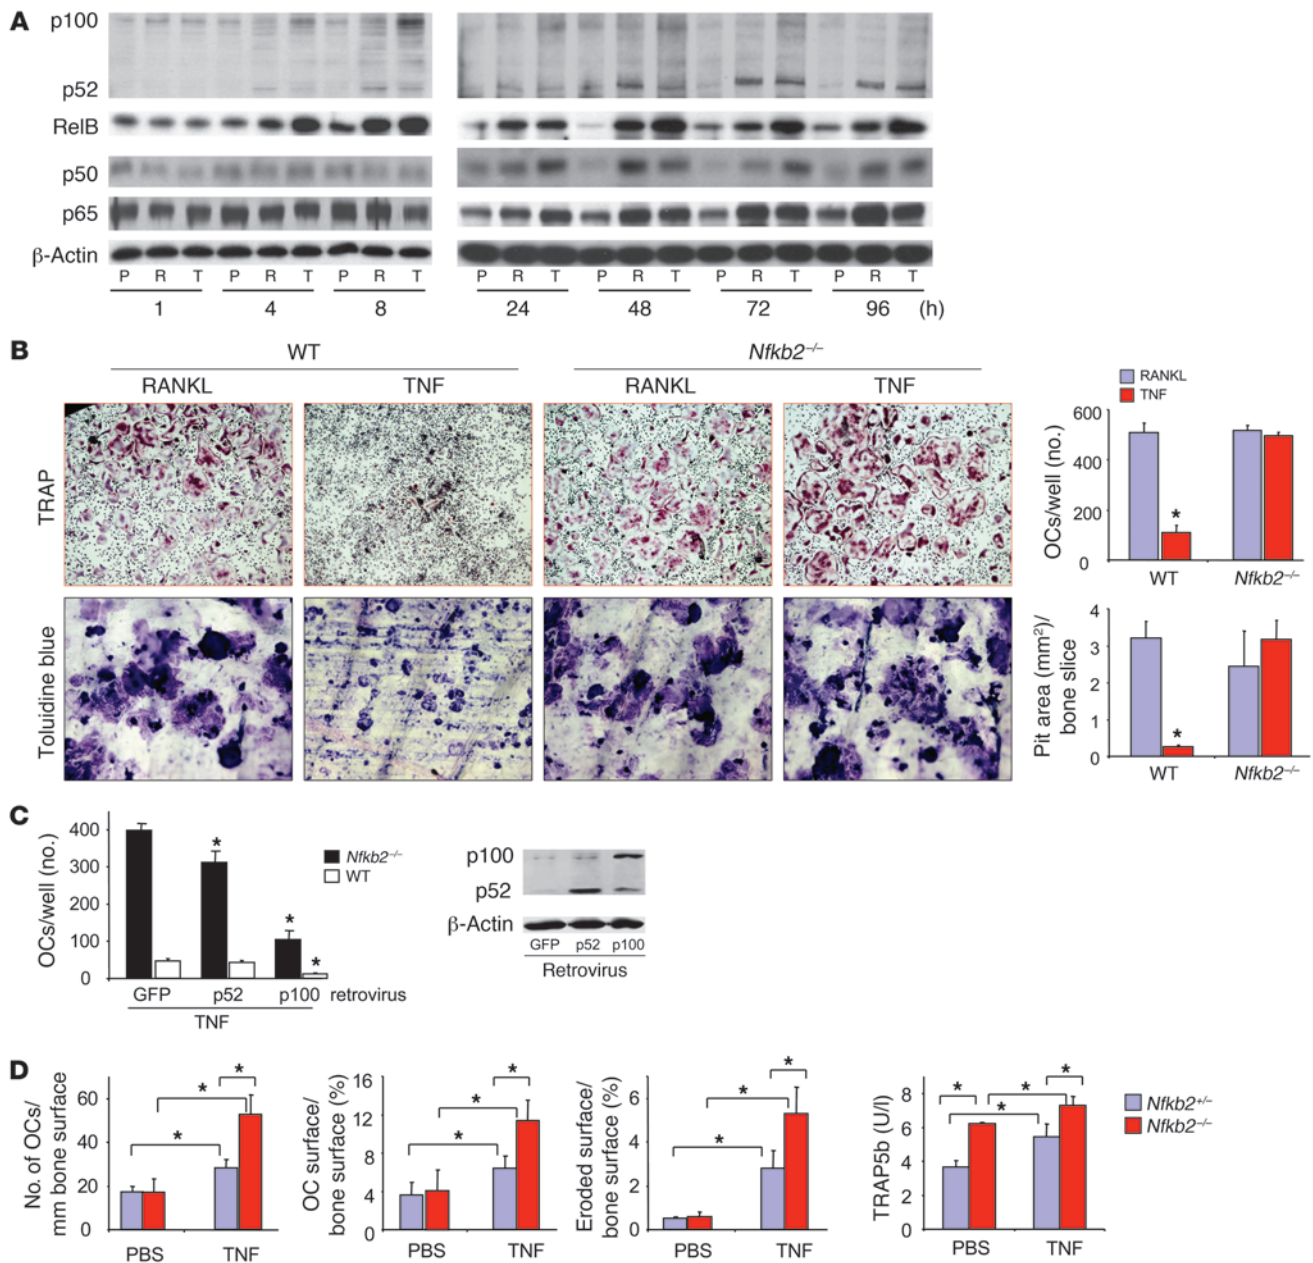 A
p100
p52
RelB
p50
p65
β-Actin
P R T P R T P R T P R T P R T P R T P R T
1 4 8 24 48 72 96 (h)
B
WT Nfkb2–/–
RANKL TNF RANKL TNF
TRAP
Toluidine blue
RANKL
TNF
OCs/well (no.)
600
400
200
0
*
WT Nfkb2–/–
Pit area (mm²)/
bone slice
4
3
2
1
0
*
WT Nfkb2–/–
C
OCs/well (no.)
400
300
200
100
0
*
*
*
Nfkb2–/–
WT
GFP p52 p100 retrovirus
TNF
p100
p52
β-Actin
GFP p52 p100
Retrovirus
D
No. of OCs/
mm bone surface
60
40
20
0
*
*
*
PBS TNF
OC surface/
bone surface (%)
16
12
8
4
0
*
*
*
PBS TNF
Eroded surface/
bone surface (%)
6
4
2
0
*
*
*
PBS TNF
TRAP5b (U/l)
8
6
4
2
0
*
*
*
*
PBS TNF
Nfkb2+/–
Nfkb2–/–